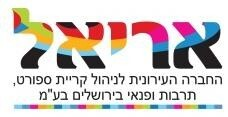 אריאל
החברה העירונית לניהול קריית ספורט,
תרבות ופנאי בירושלים בע"מ